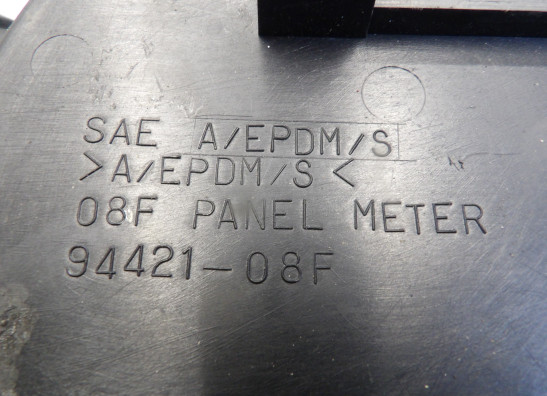 SAE A/EPDM/S
>A/EPDM/S<
08F PANEL METER
94421-08F